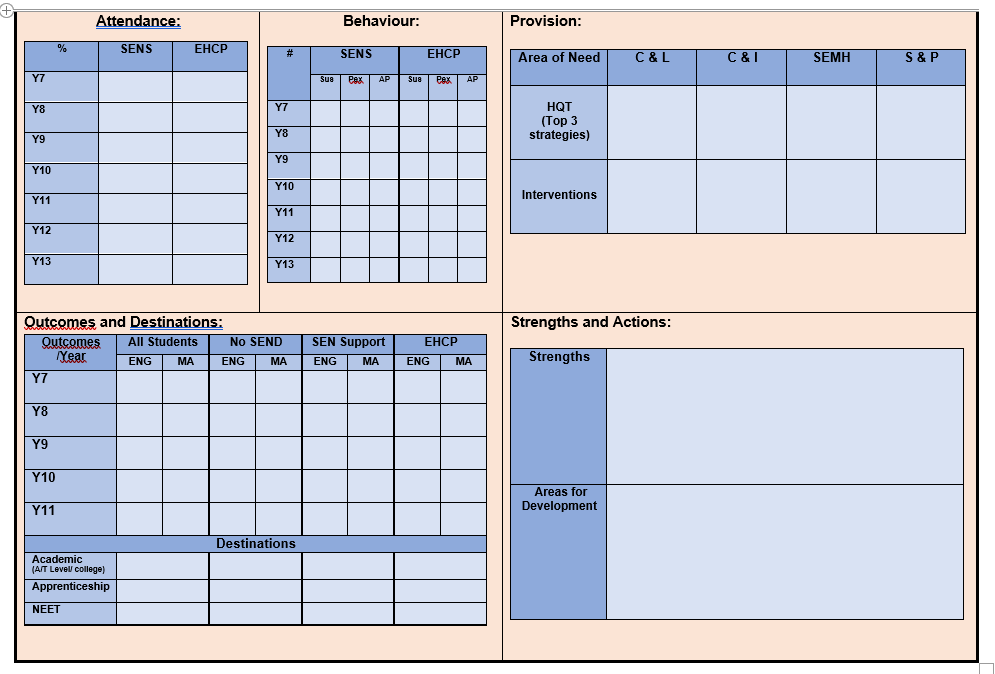 Attendance:
% SENS EHCP
Y7
Y8
Y9
Y10
Y11
Y12
Y13
Behaviour:
# SENS EHCP
Sus Pex AP Sus Pex AP
Y7
Y8
Y9
Y10
Y11
Y12
Y13
Provision:
Area of Need C & L C & I SEMH S & P
HQT
(Top 3
strategies)
Interventions
Outcomes and Destinations:
Outcomes All Students No SEND SEN Support EHCP
/Year ENG MA ENG MA ENG MA ENG MA
Y7
Y8
Y9
Y10
Y11
Destinations
Academic
(A/T Level/ college)
Apprenticeship
NEET
Strengths and Actions:
Strengths
Areas for
Development